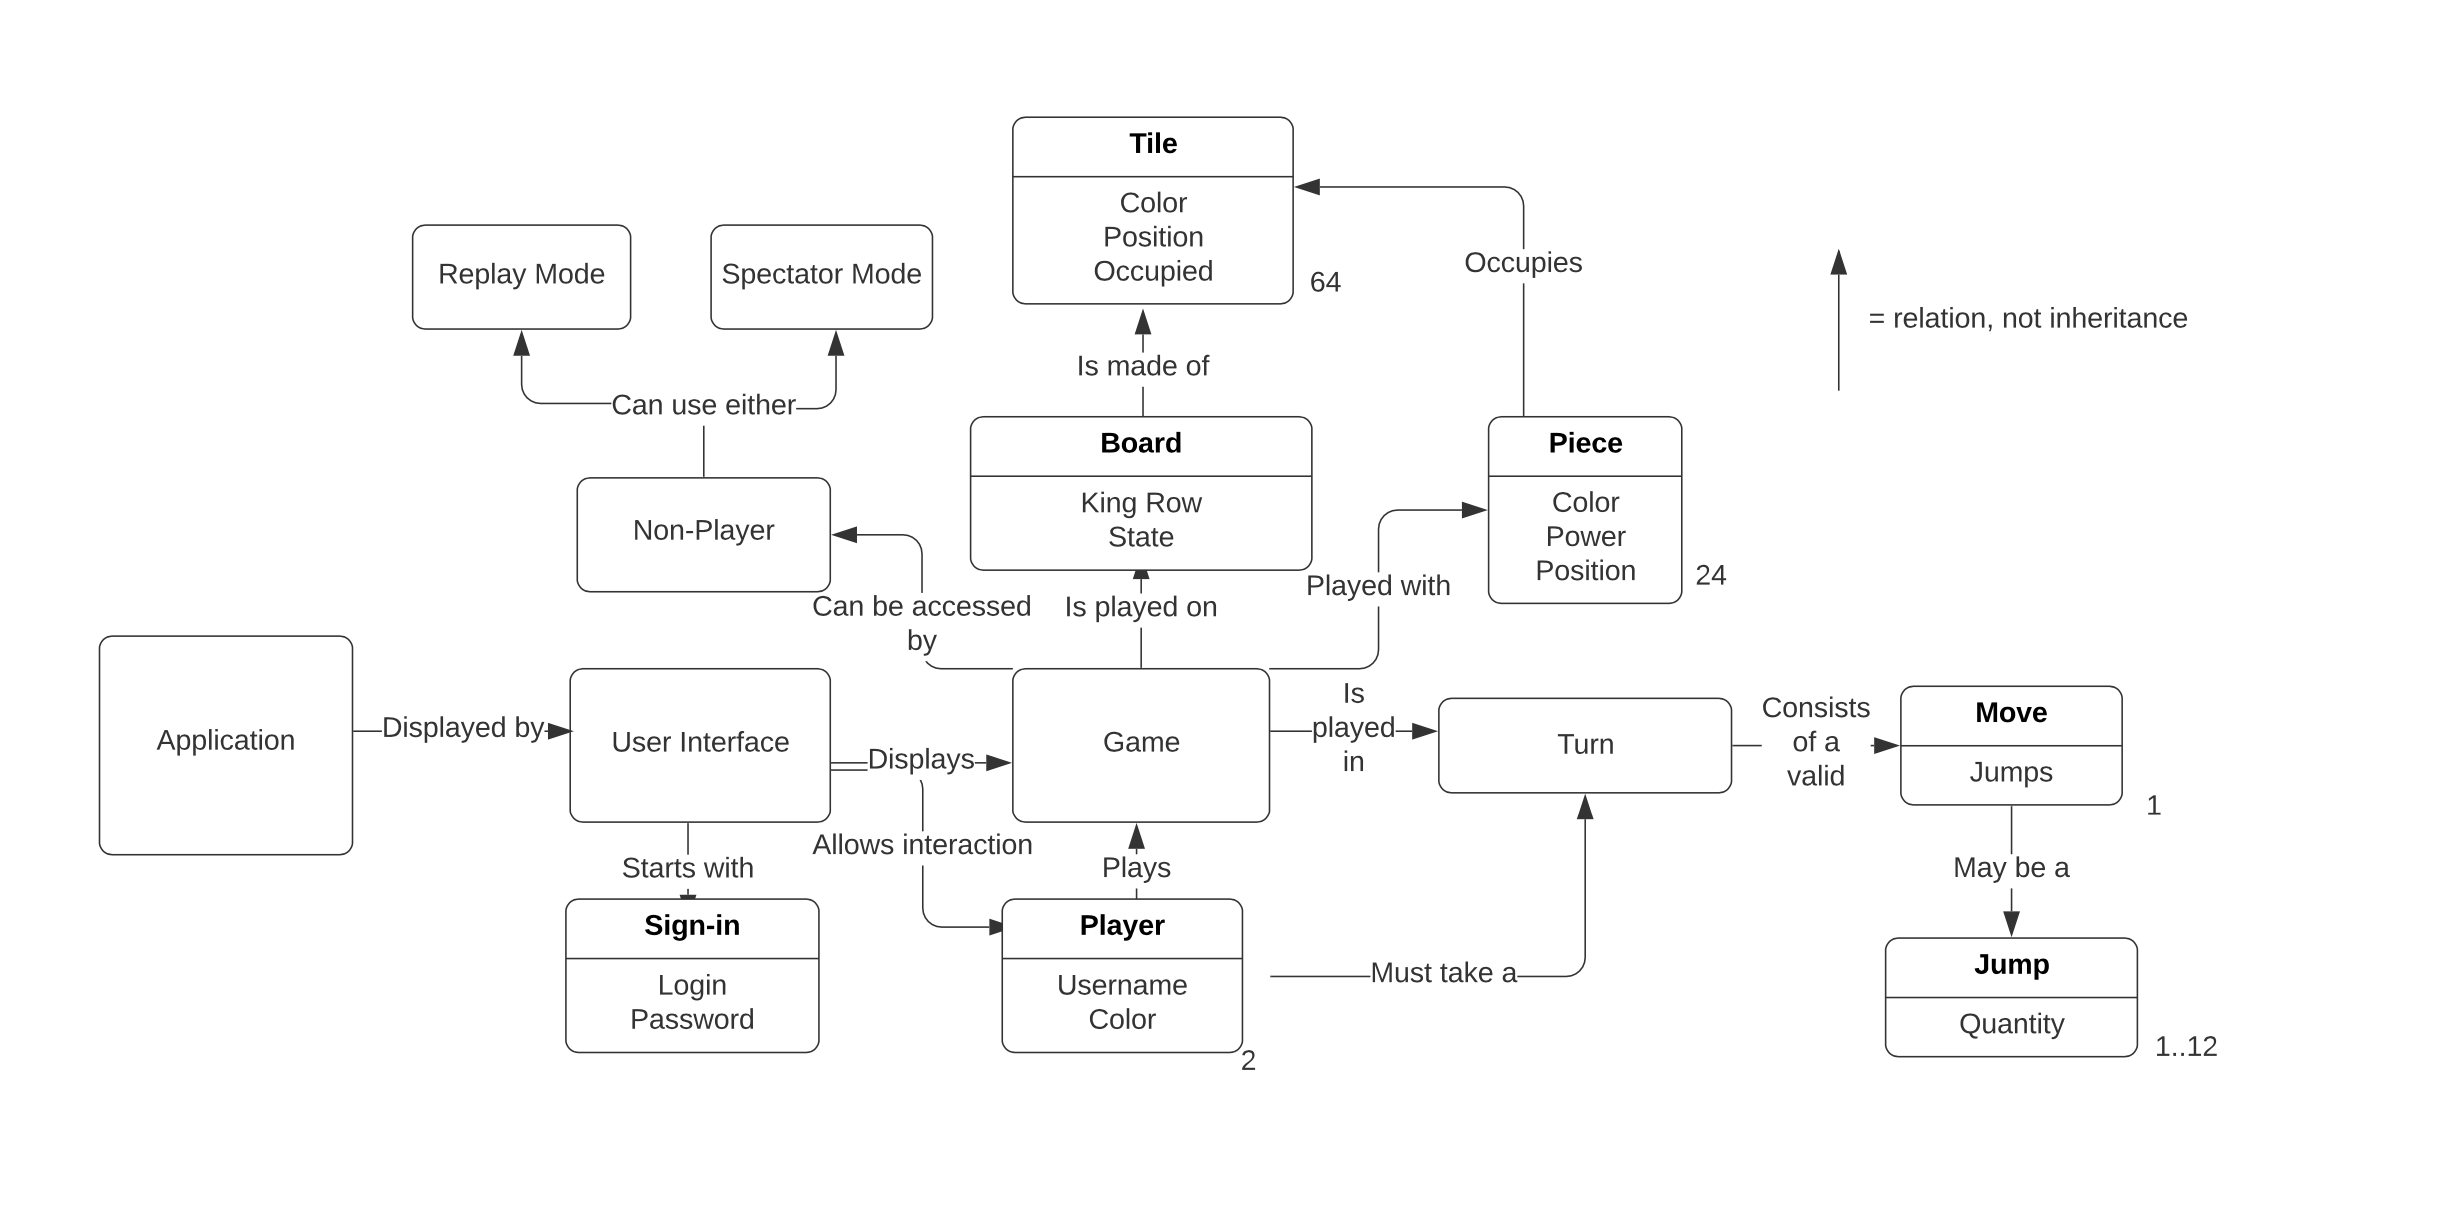 Tile
Color
Position
Occupied
64
Replay Mode
Spectator Mode
Occupies
= relation, not inheritance
Is made of
Can use either
Board
King Row
State
Piece
Color
Power
Position
24
Non-Player
Can be accessed
by
Is played on
Played with
Application
Displayed by
User Interface
Displays
Game
Is
played
in
Turn
Consists
of a
valid
Move
Jumps
1
Starts with
Allows interaction
Plays
May be a
Sign-in
Login
Password
Player
Username
Color
2
Must take a
Jump
Quantity
1..12